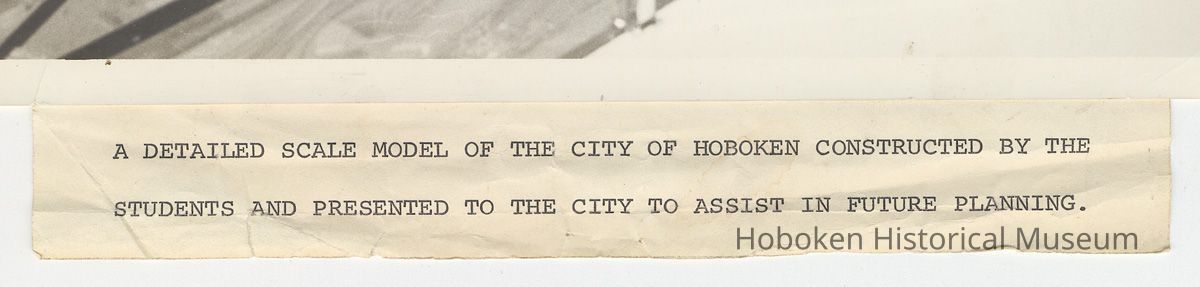 A DETAILED SCALE MODEL OF THE CITY OF HOBOKEN CONSTRUCTED BY THE
STUDENTS AND PRESENTED TO THE CITY TO ASSIST IN FUTURE PLANNING.
Hoboken Historical Museum